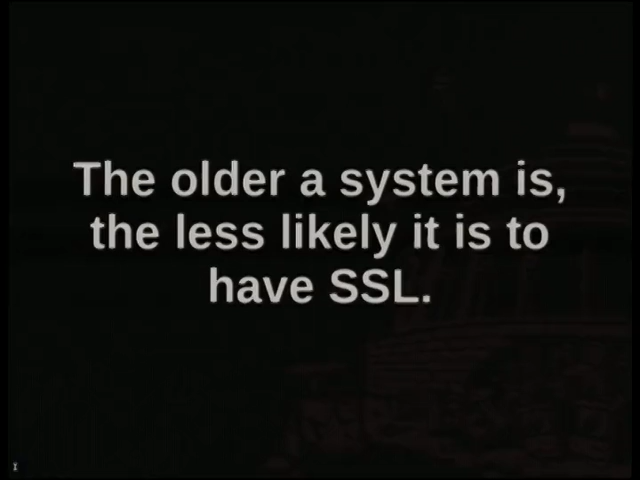 The older a system is,
the less likely it is to
have SSL.